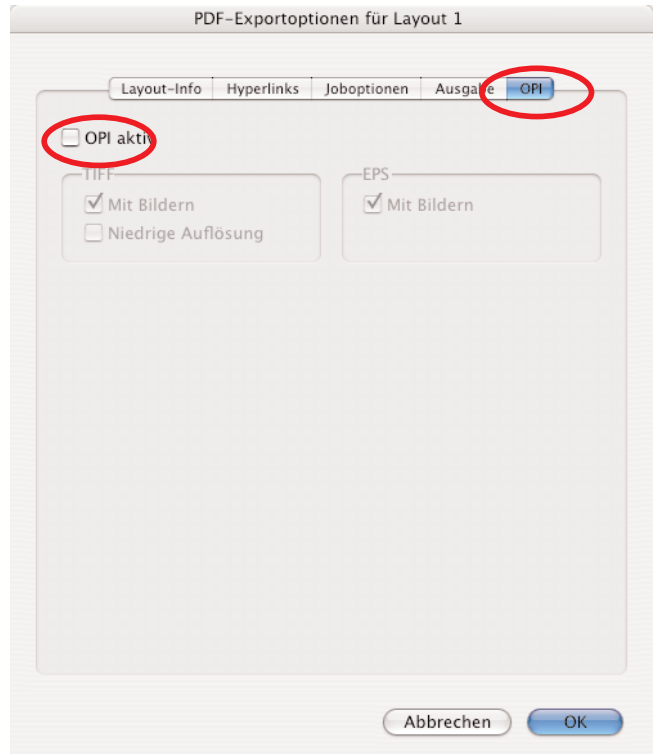 PDF-Exportoptionen für Layout 1
Layout-Info Hyperlinks Joboptionen Ausgabe OPI
OPI aktiv
TIFF EPS
Mit Bildern Mit Bildern
Niedrige Auflösung
Abbrechen OK